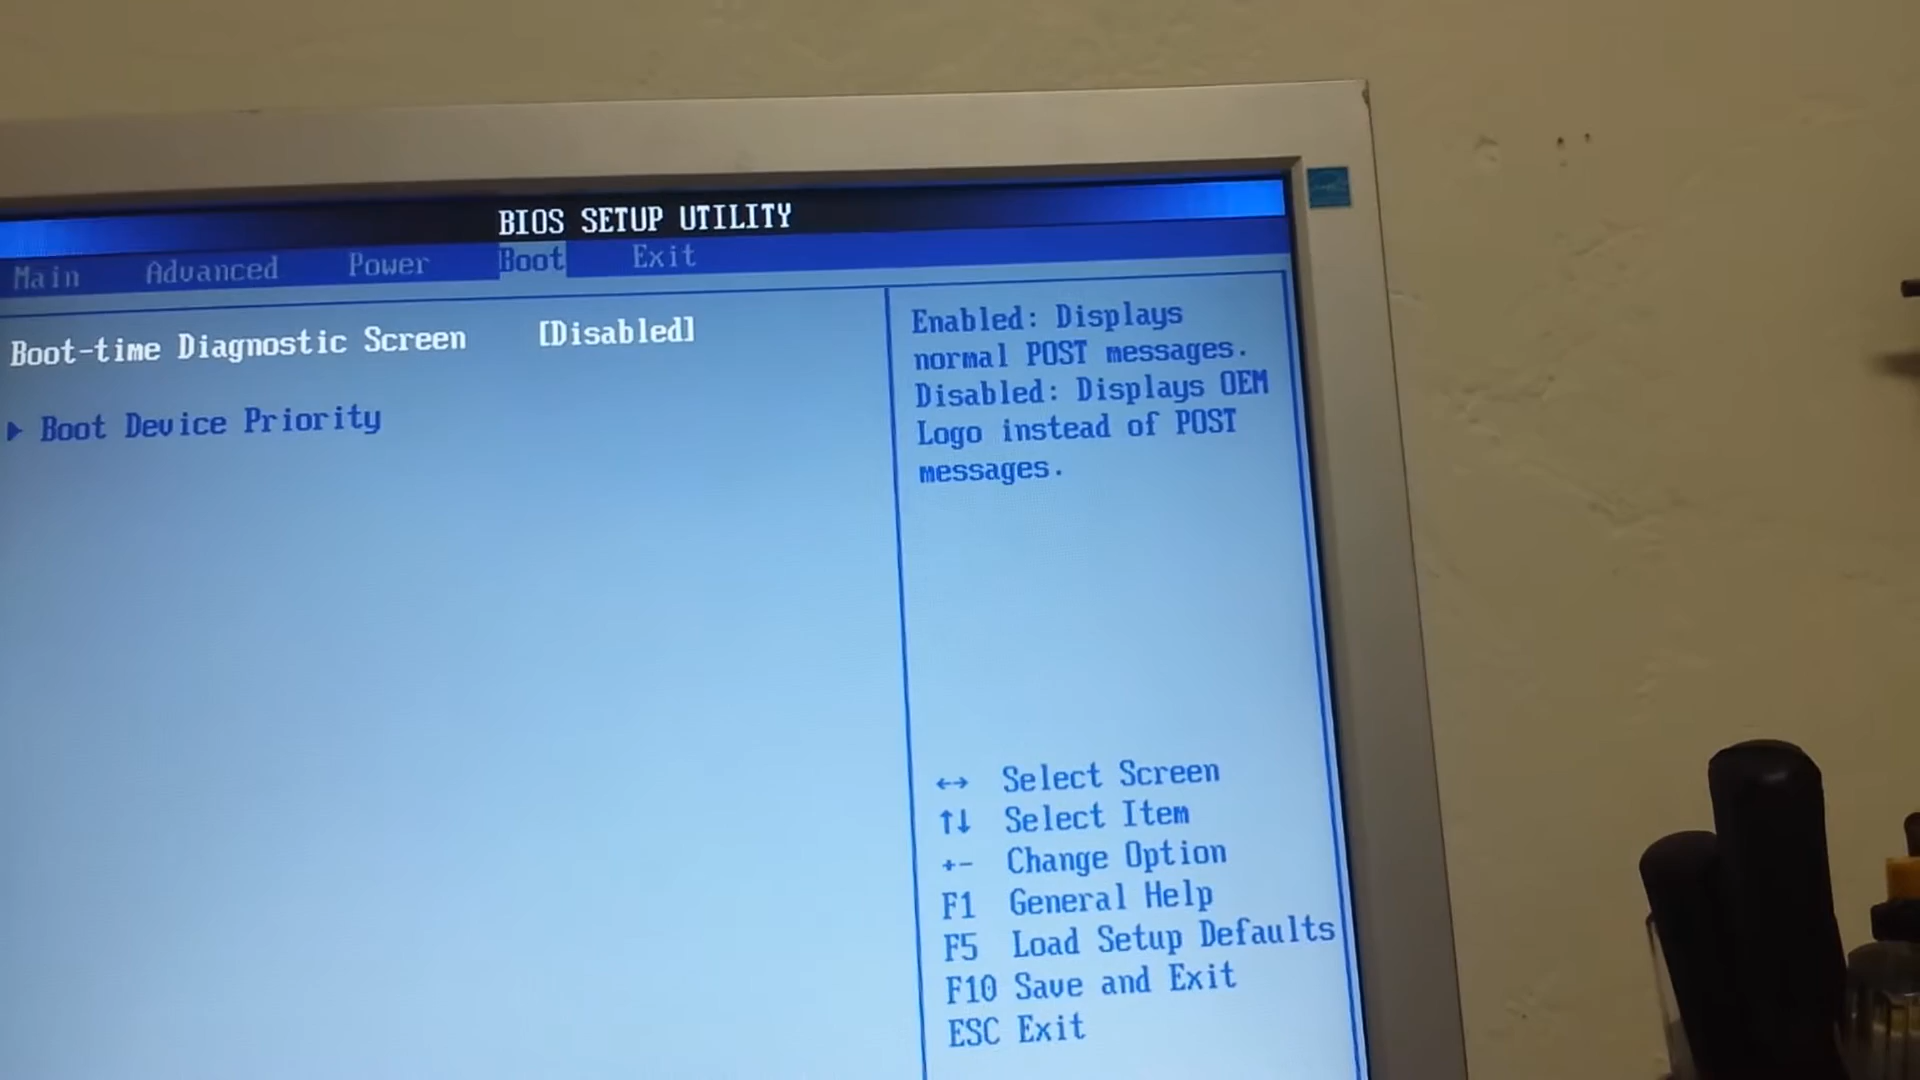 BIOS SETUP UTILITY
Main Advanced Power Boot Exit
Boot-time Diagnostic Screen [Disabled]
Boot Device Priority
Enabled: Displays
normal POST messages.
Disabled: Displays OEM
Logo instead of POST
messages.
↔ Select Screen
↑↓ Select Item
+- Change Option
F1 General Help
F5 Load Setup Defaults
F10 Save and Exit
ESC Exit